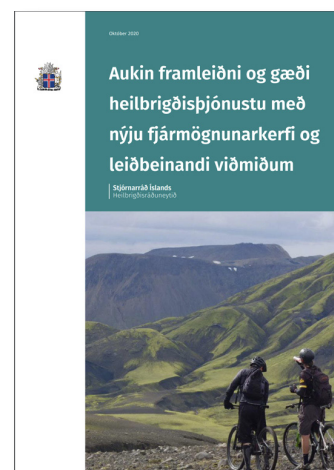 Október 2020
Aukin framleiðni og gæði
heilbrigðisþjónustu með
nýju fjármögnunarkerfi og
leiðbeinandi viðmiðum
Stjórnarráð Íslands
Heilbrigðisráðuneytið